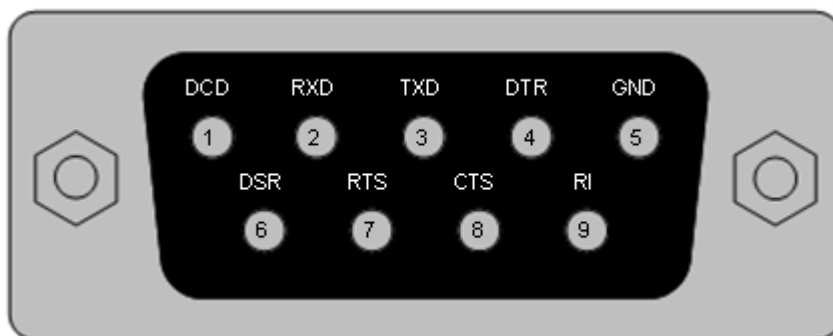 DCD RXD TXD DTR GND
1 2 3 4 5
DSR RTS CTS RI
6 7 8 9